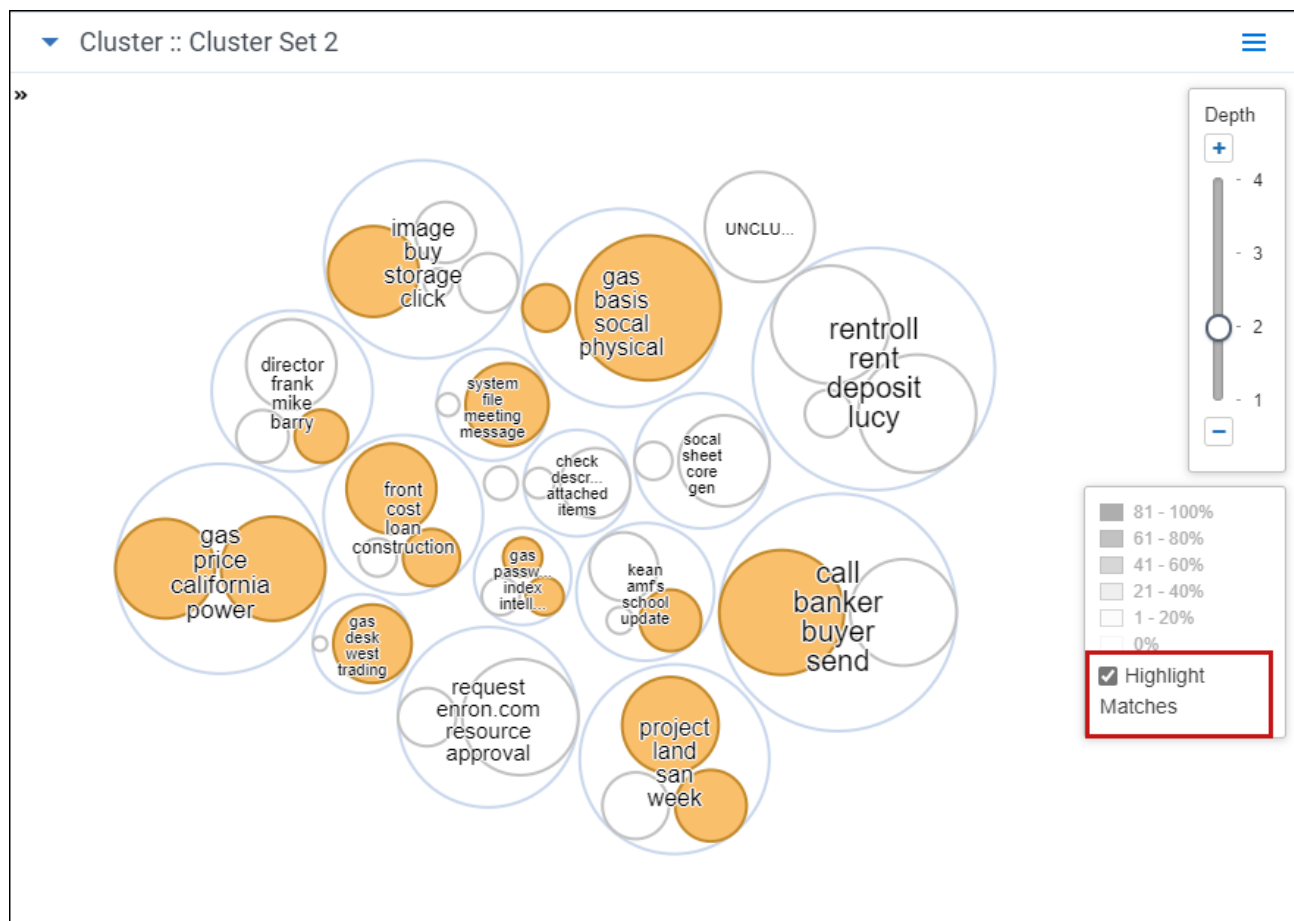 Cluster :: Cluster Set 2
»
Depth
+
4
3
2
1
−
image
buy
storage
click
gas
basis
socal
physical
UNCLU...
rentroll
rent
deposit
lucy
director
frank
mike
barry
system
file
meeting
message
socal
sheet
core
gen
check
descr...
attached
items
front
cost
loan
construction
gas
price
california
power
gas
passw...
index
intell...
kean
amf's
school
update
call
banker
buyer
send
gas
desk
west
trading
request
enron.com
resource
approval
project
land
san
week
81 - 100%
61 - 80%
41 - 60%
21 - 40%
1 - 20%
0%
Highlight
Matches